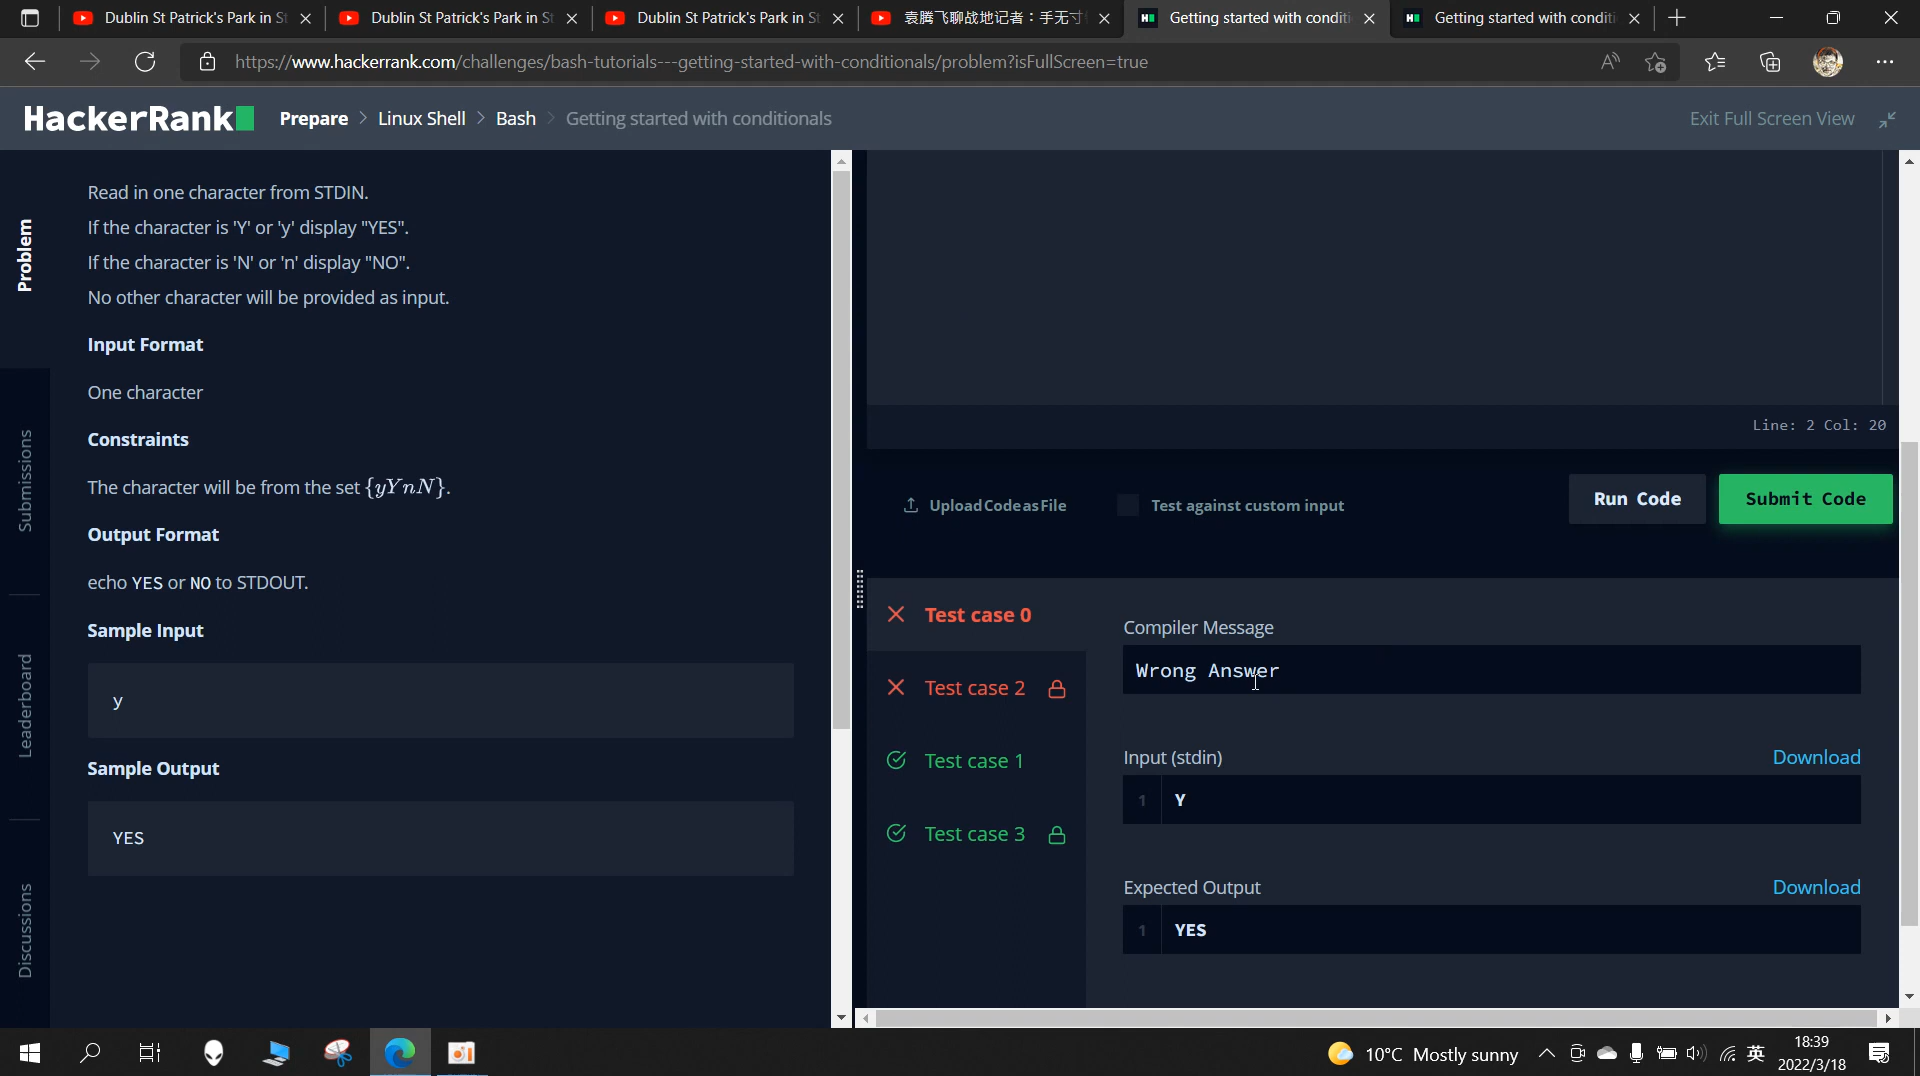 Dublin St Patrick's Park in St
Dublin St Patrick's Park in St
Dublin St Patrick's Park in St
袁腾飞聊战地记者：手无寸
Getting started with conditi
Getting started with conditi
https://www.hackerrank.com/challenges/bash-tutorials---getting-started-with-conditionals/problem?isFullScreen=true
HackerRank
Prepare > Linux Shell > Bash > Getting started with conditionals
Exit Full Screen View
Problem
Submissions
Leaderboard
Discussions
Read in one character from STDIN.
If the character is 'Y' or 'y' display "YES".
If the character is 'N' or 'n' display "NO".
No other character will be provided as input.
Input Format
One character
Constraints
The character will be from the set {yYnN}.
Output Format
echo YES or NO to STDOUT.
Sample Input
y
Sample Output
YES
Line: 2 Col: 20
Upload Code as File
Test against custom input
Run Code
Submit Code
Test case 0
Test case 2
Test case 1
Test case 3
Compiler Message
Wrong Answer
Input (stdin)
Download
1 Y
Expected Output
Download
1 YES
10°C Mostly sunny
英
18:39
2022/3/18